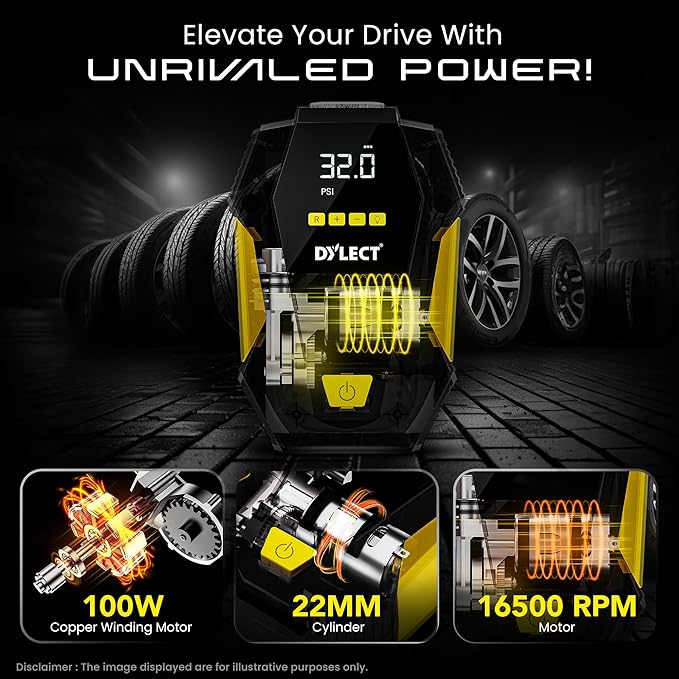 Elevate Your Drive With
UNRIVALED POWER!
32.0
PSI
R + −
DYLECT®
100W
Copper Winding Motor
22MM
Cylinder
16500 RPM
Motor
Disclaimer : The image displayed are for illustrative purposes only.